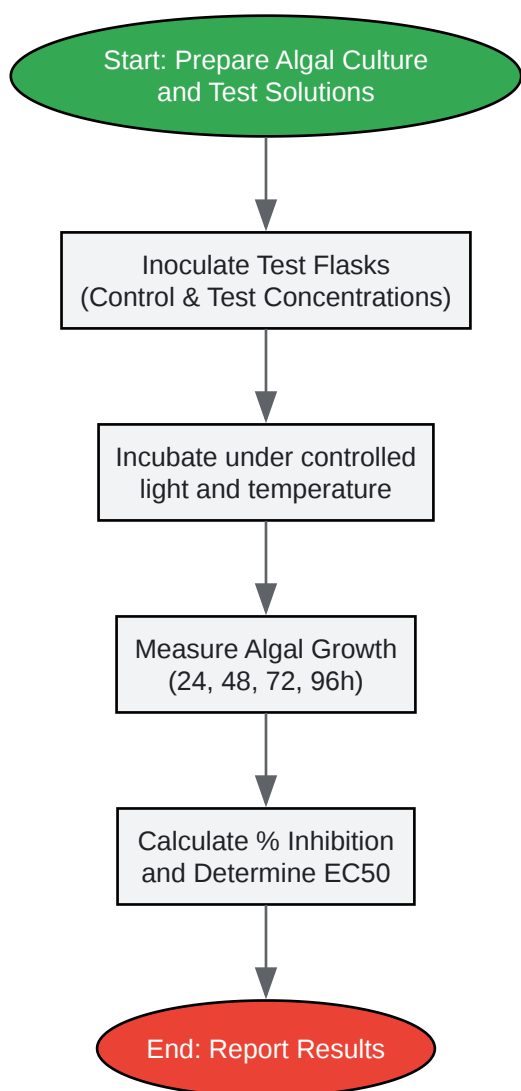 Start: Prepare Algal Culture
and Test Solutions
Inoculate Test Flasks
(Control & Test Concentrations)
Incubate under controlled
light and temperature
Measure Algal Growth
(24, 48, 72, 96h)
Calculate % Inhibition
and Determine EC50
End: Report Results